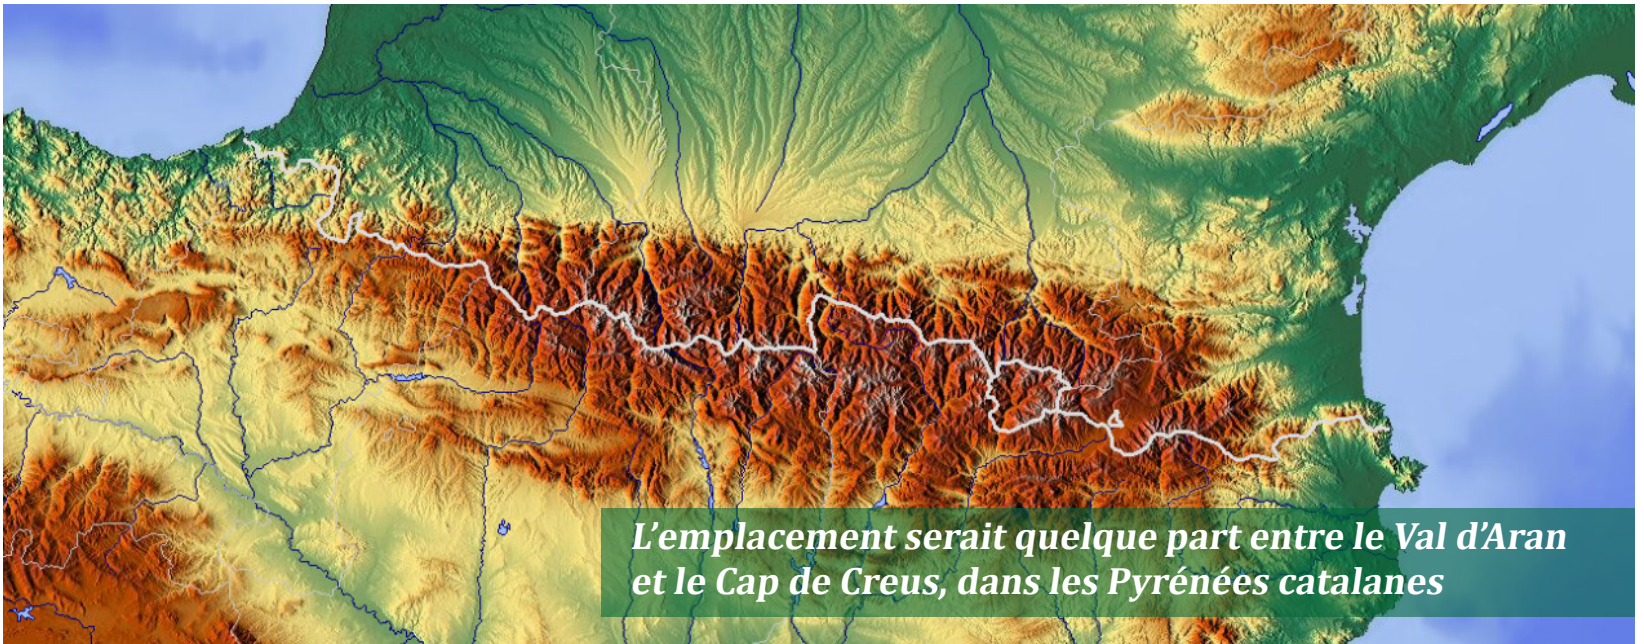 L’emplacement serait quelque part entre le Val d’Aran
et le Cap de Creus, dans les Pyrénées catalanes